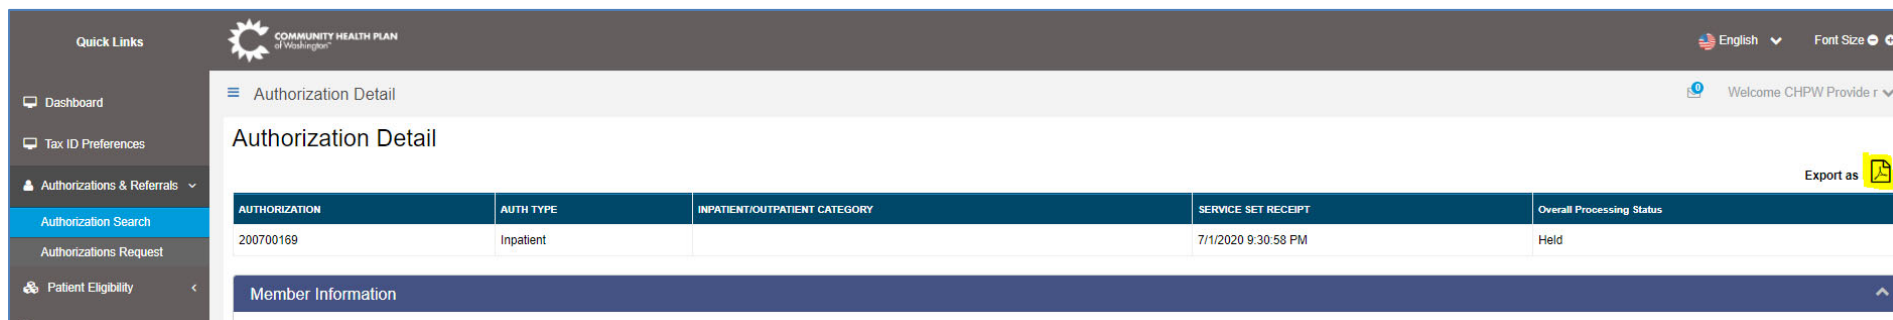 Quick Links
COMMUNITY HEALTH PLAN
of Washington™
English
Font Size
Dashboard
Authorization Detail
0
Welcome CHPW Provide r
Tax ID Preferences
Authorization Detail
Authorizations & Referrals
Export as
Authorization Search
AUTHORIZATION AUTH TYPE INPATIENT/OUTPATIENT CATEGORY SERVICE SET RECEIPT Overall Processing Status
200700169 Inpatient 7/1/2020 9:30:58 PM Held
Authorizations Request
Patient Eligibility
Member Information